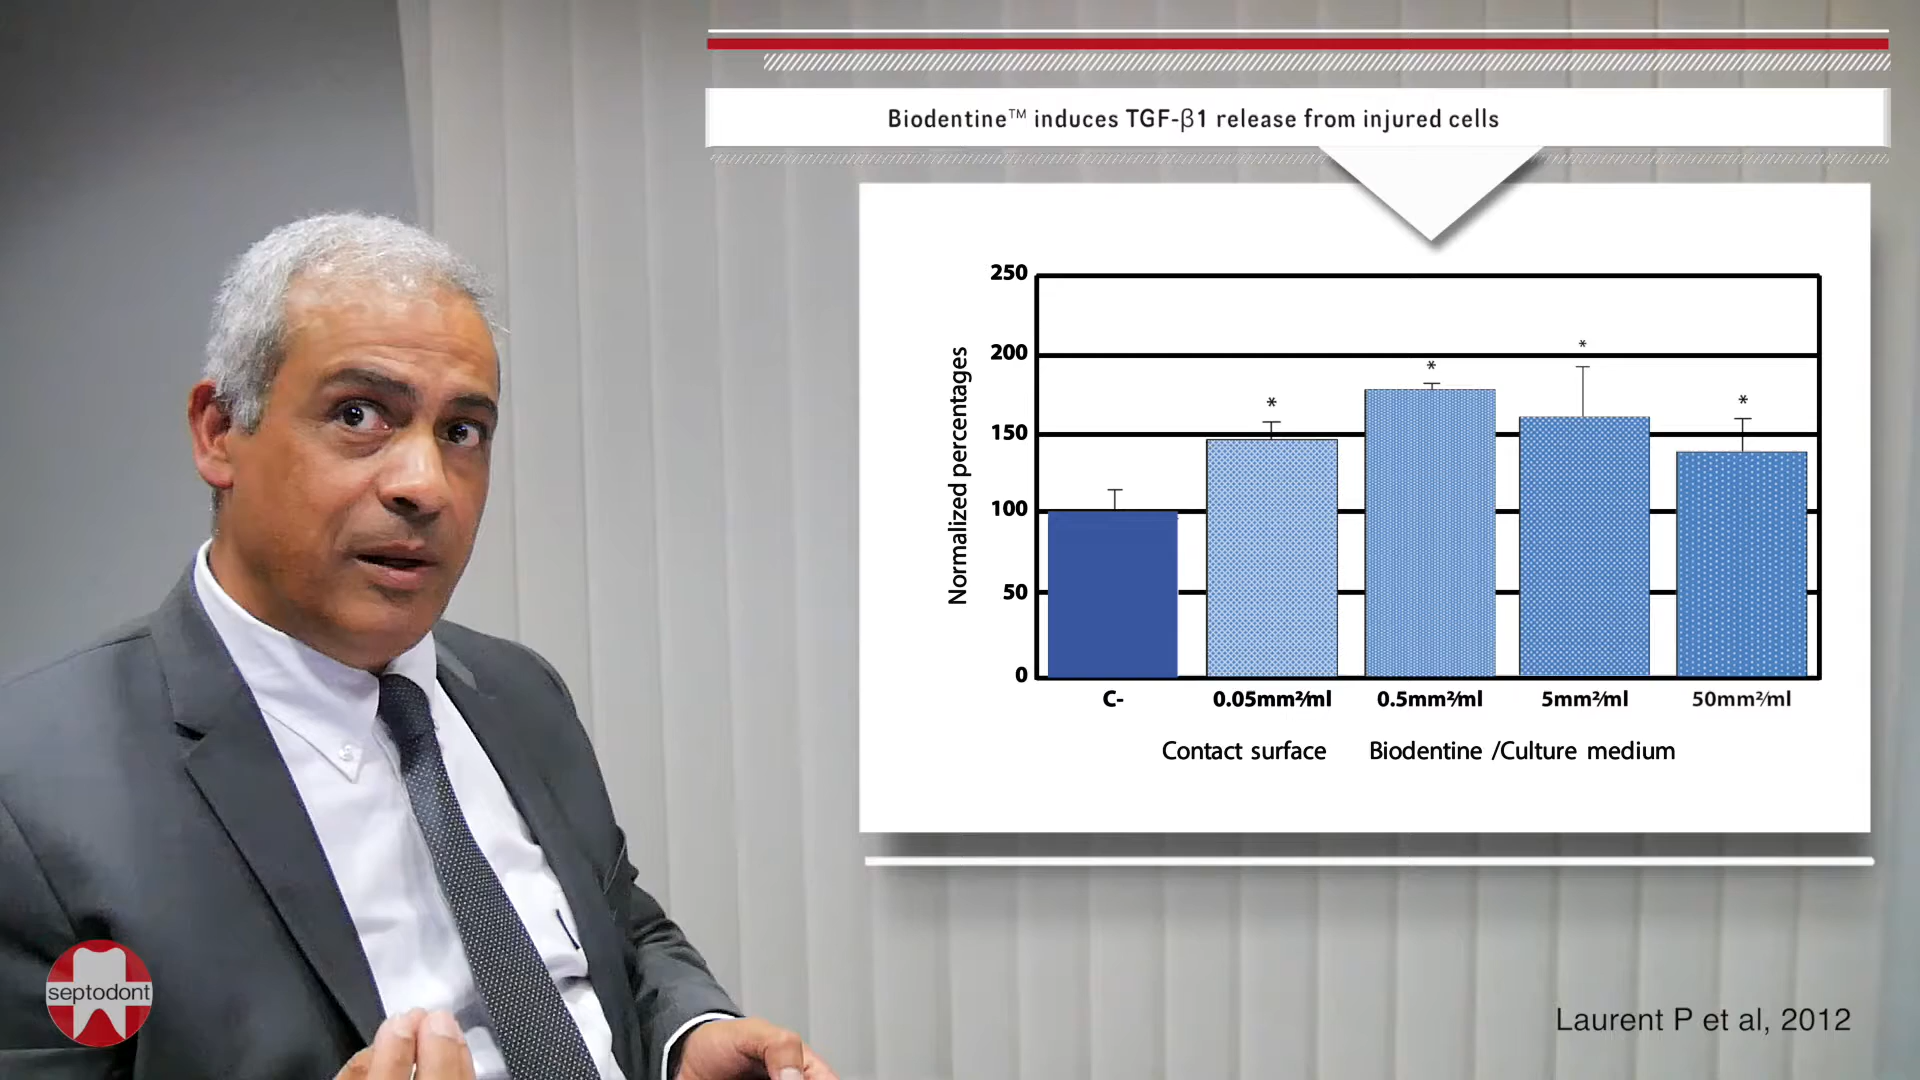 Biodentine™ induces TGF-β1 release from injured cells
250
200
150
100
50
0
Normalized percentages
*
*
*
*
C-
0.05mm²/ml
0.5mm²/ml
5mm²/ml
50mm²/ml
Contact surface Biodentine /Culture medium
septodont
Laurent P et al, 2012